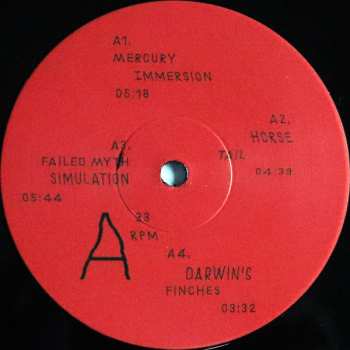 A1.
MERCURY
IMMERSION
05:18
A2.
HORSE
TAIL
04:39
A3.
FAILED MYTH
SIMULATION
05:44
A
33
RPM
A4.
DARWIN'S
FINCHES
03:32